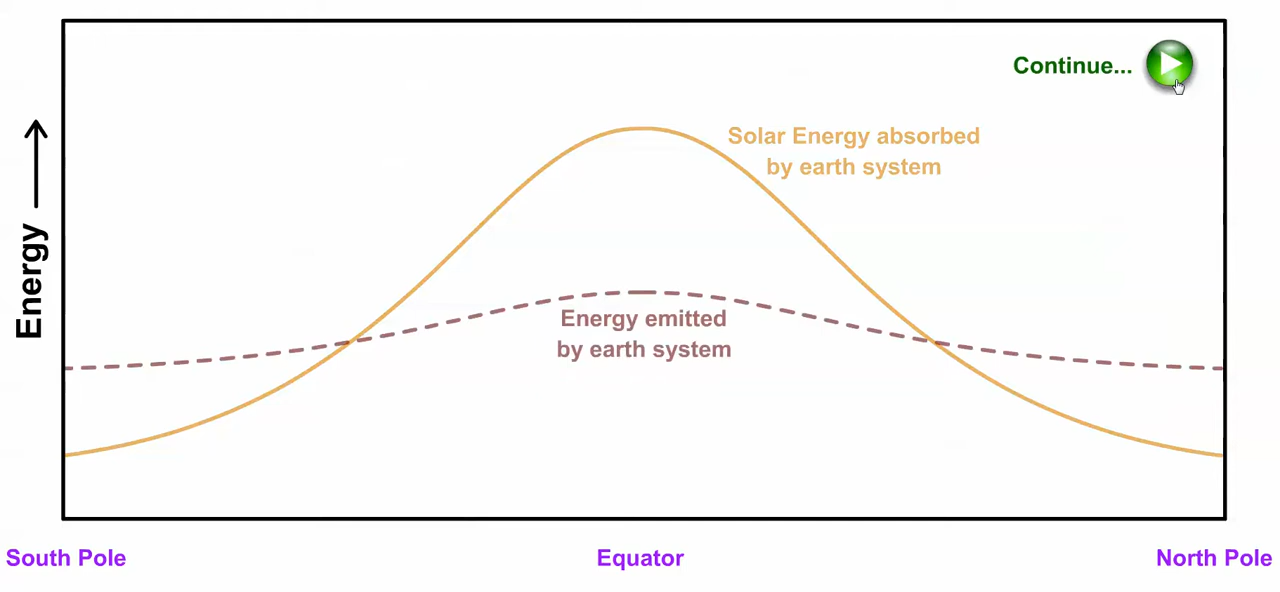 Continue...
Solar Energy absorbed
by earth system
Energy
Energy emitted
by earth system
South Pole
Equator
North Pole